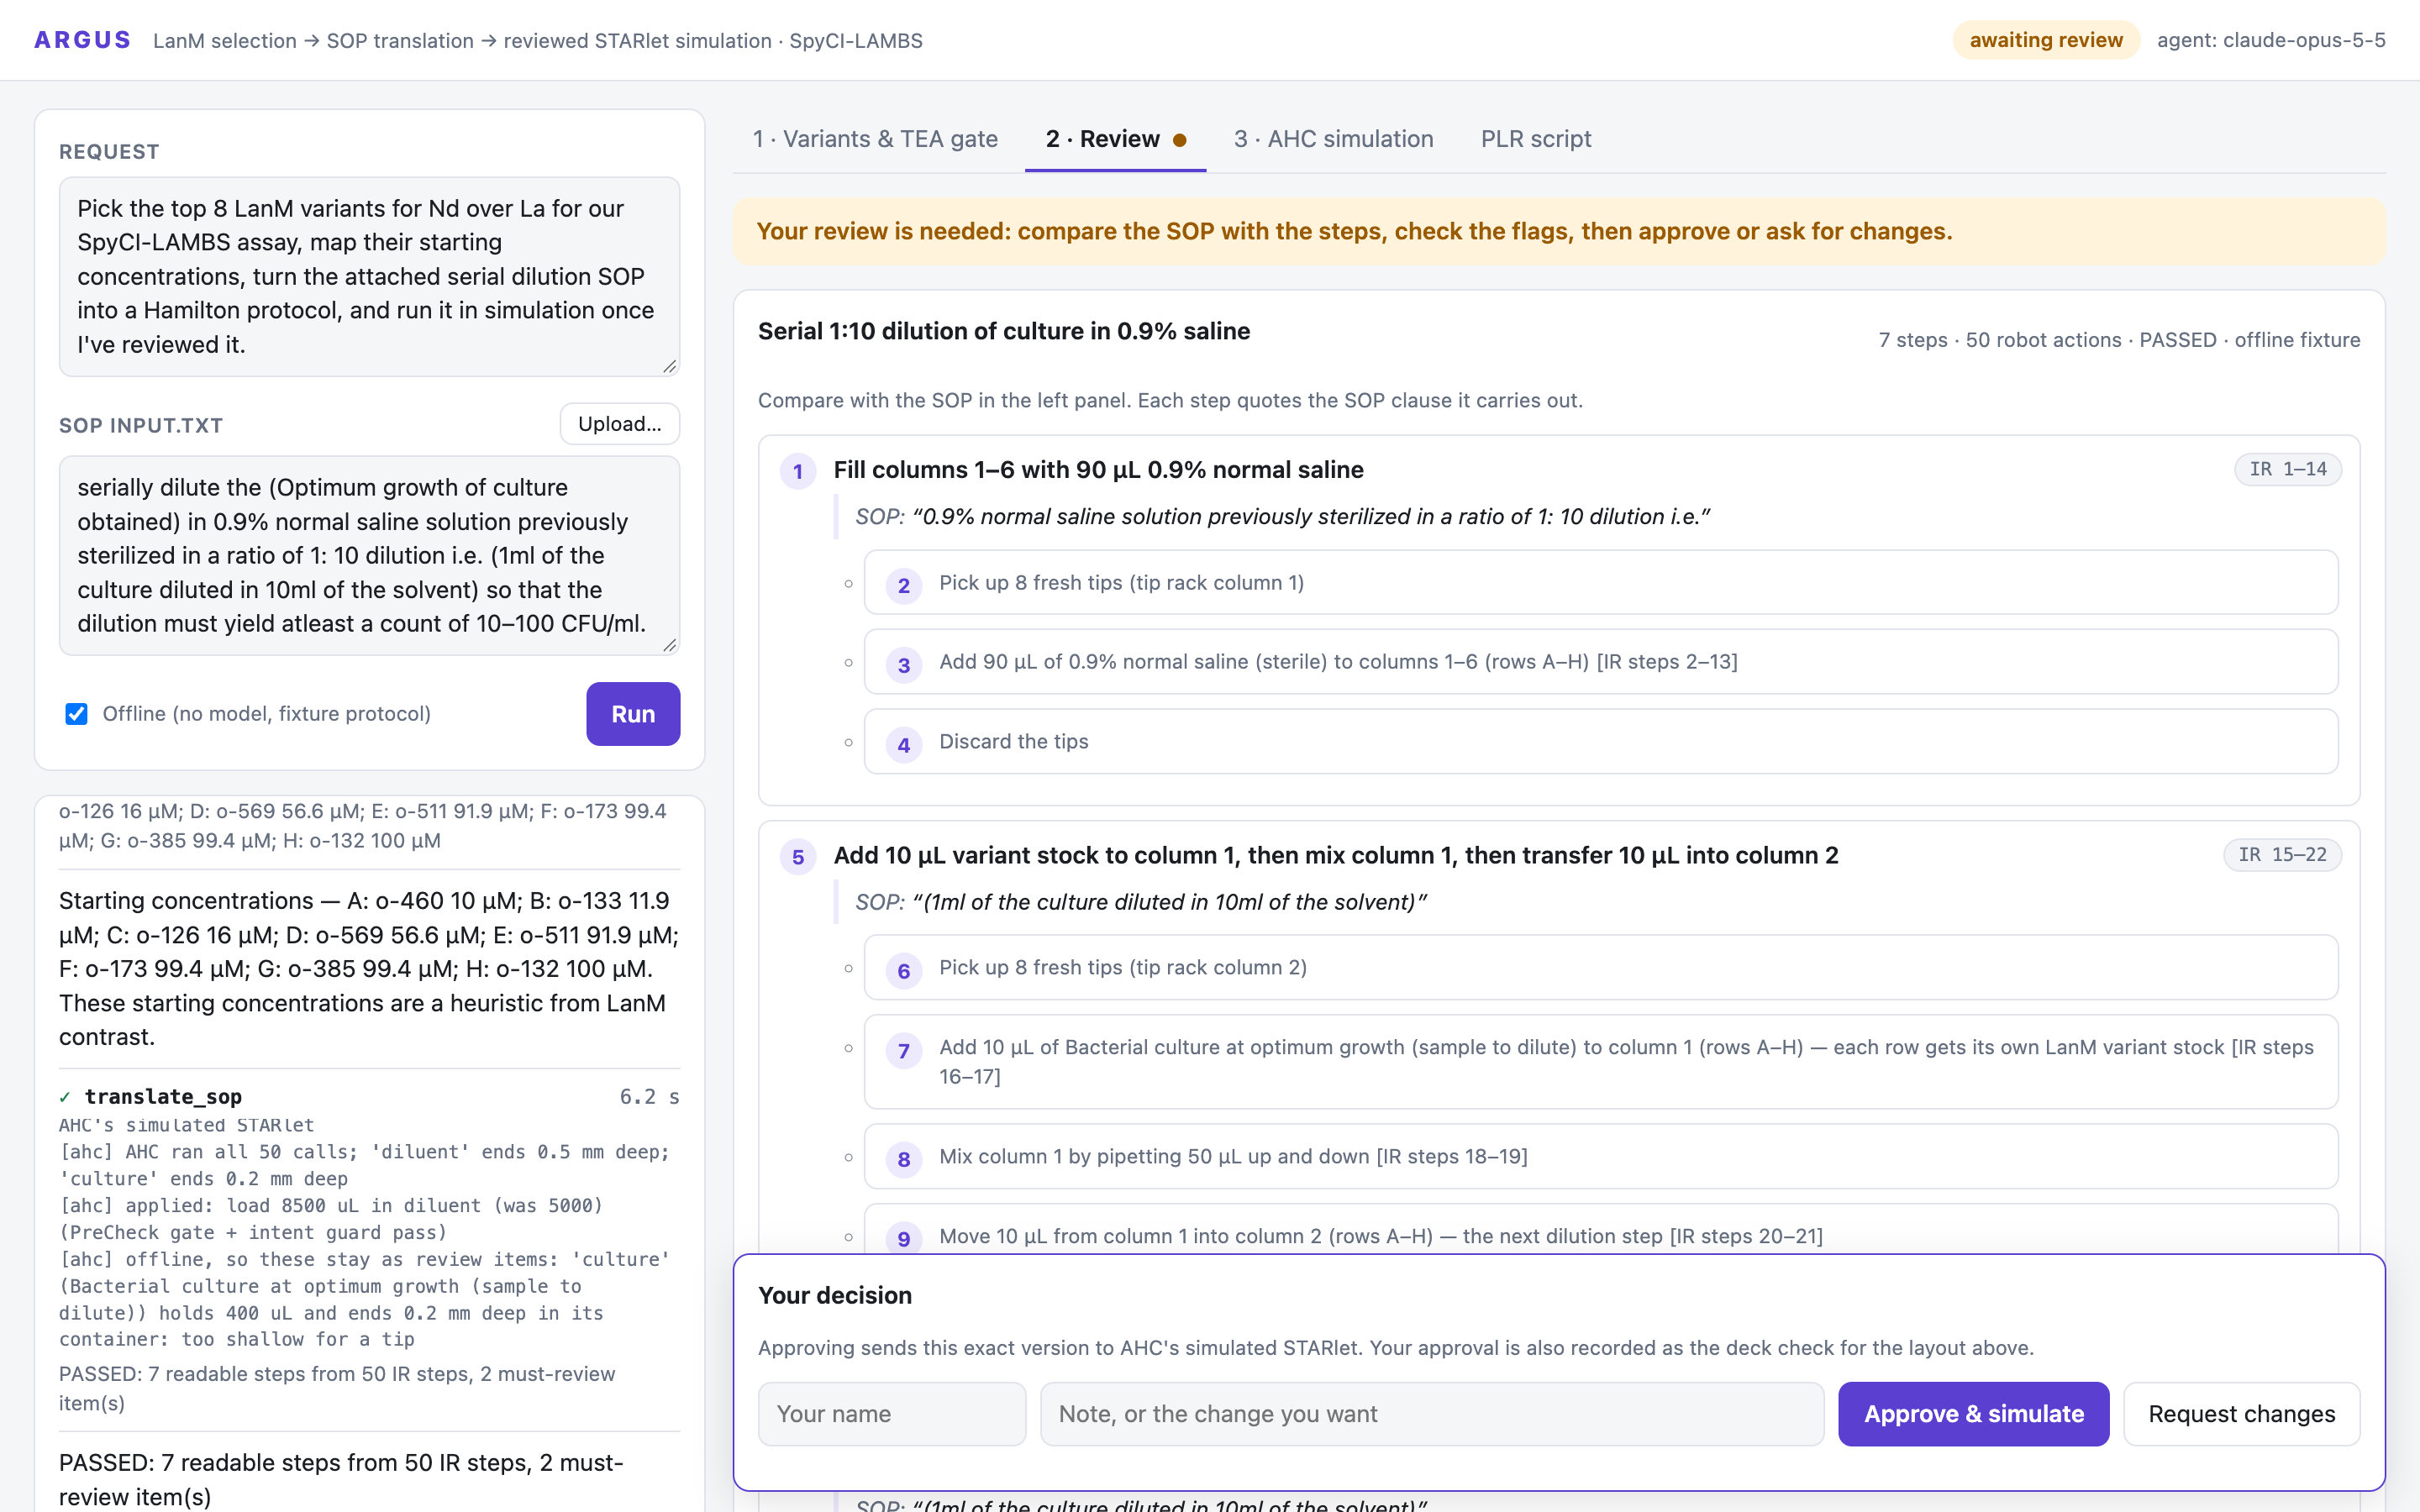 ARGUS LanM selection → SOP translation → reviewed STARlet simulation · SpyCI-LAMBS
awaiting review agent: claude-opus-5-5
REQUEST
Pick the top 8 LanM variants for Nd over La for our
SpyCI-LAMBS assay, map their starting
concentrations, turn the attached serial dilution SOP
into a Hamilton protocol, and run it in simulation once
I've reviewed it.
SOP INPUT.TXT
Upload...
serially dilute the (Optimum growth of culture
obtained) in 0.9% normal saline solution previously
sterilized in a ratio of 1: 10 dilution i.e. (1ml of the
culture diluted in 10ml of the solvent) so that the
dilution must yield atleast a count of 10–100 CFU/ml.
Offline (no model, fixture protocol)
Run
o-126 16 µM; D: o-569 56.6 µM; E: o-511 91.9 µM; F: o-173 99.4
µM; G: o-385 99.4 µM; H: o-132 100 µM
Starting concentrations — A: o-460 10 µM; B: o-133 11.9
µM; C: o-126 16 µM; D: o-569 56.6 µM; E: o-511 91.9 µM;
F: o-173 99.4 µM; G: o-385 99.4 µM; H: o-132 100 µM.
These starting concentrations are a heuristic from LanM
contrast.
✓ translate_sop 6.2 s
AHC's simulated STARlet
[ahc] AHC ran all 50 calls; 'diluent' ends 0.5 mm deep;
'culture' ends 0.2 mm deep
[ahc] applied: load 8500 uL in diluent (was 5000)
(PreCheck gate + intent guard pass)
[ahc] offline, so these stay as review items: 'culture'
(Bacterial culture at optimum growth (sample to
dilute)) holds 400 uL and ends 0.2 mm deep in its
container: too shallow for a tip
PASSED: 7 readable steps from 50 IR steps, 2 must-review
item(s)
PASSED: 7 readable steps from 50 IR steps, 2 must-
review item(s)
1 · Variants & TEA gate 2 · Review 3 · AHC simulation PLR script
Your review is needed: compare the SOP with the steps, check the flags, then approve or ask for changes.
Serial 1:10 dilution of culture in 0.9% saline
7 steps · 50 robot actions · PASSED · offline fixture
Compare with the SOP in the left panel. Each step quotes the SOP clause it carries out.
1 Fill columns 1–6 with 90 µL 0.9% normal saline IR 1–14
SOP: “0.9% normal saline solution previously sterilized in a ratio of 1: 10 dilution i.e.”
2 Pick up 8 fresh tips (tip rack column 1)
3 Add 90 µL of 0.9% normal saline (sterile) to columns 1–6 (rows A–H) [IR steps 2–13]
4 Discard the tips
5 Add 10 µL variant stock to column 1, then mix column 1, then transfer 10 µL into column 2 IR 15–22
SOP: “(1ml of the culture diluted in 10ml of the solvent)”
6 Pick up 8 fresh tips (tip rack column 2)
7 Add 10 µL of Bacterial culture at optimum growth (sample to dilute) to column 1 (rows A–H) — each row gets its own LanM variant stock [IR steps
16–17]
8 Mix column 1 by pipetting 50 µL up and down [IR steps 18–19]
9 Move 10 µL from column 1 into column 2 (rows A–H) — the next dilution step [IR steps 20–21]
Your decision
Approving sends this exact version to AHC's simulated STARlet. Your approval is also recorded as the deck check for the layout above.
Your name
Note, or the change you want
Approve & simulate
Request changes
SOP: “(1ml of the culture diluted in 10ml of the solvent)”